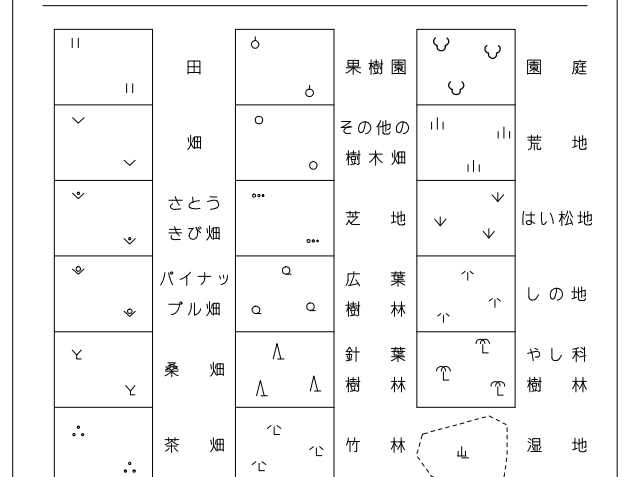 田
畑
さとう
きび畑
パイナッ
プル畑
桑畑
茶畑
果樹園
その他の
樹木畑
芝地
広葉
樹林
針葉
樹林
竹林
園庭
荒地
はい松地
しの地
やし科
樹林
湿地